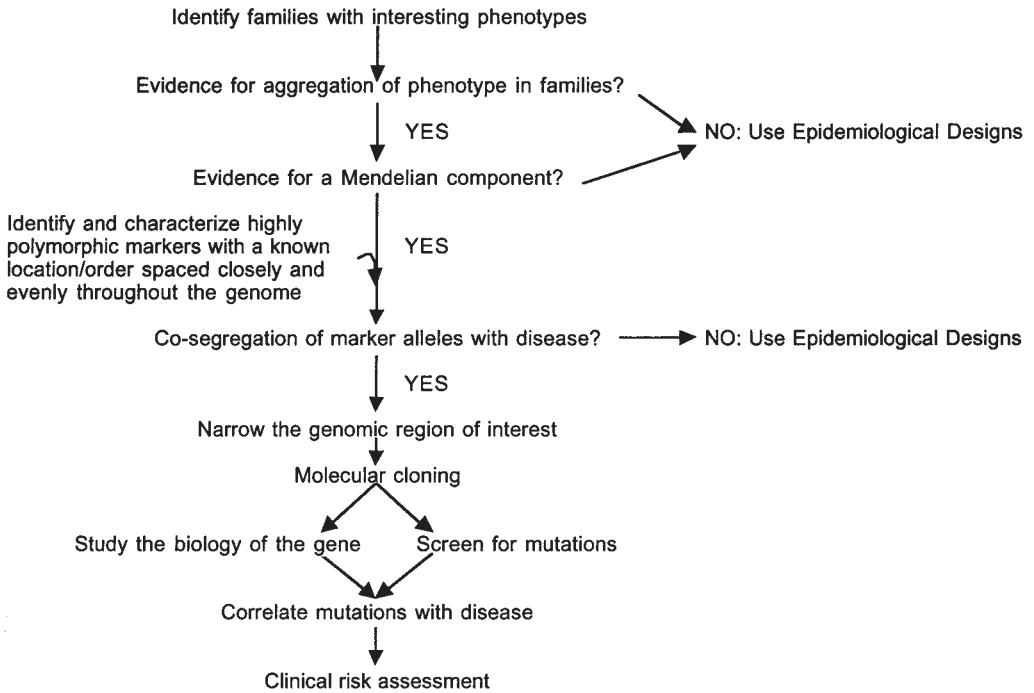 Identify families with interesting phenotypes
Evidence for aggregation of phenotype in families?
YES
NO: Use Epidemiological Designs
Evidence for a Mendelian component?
Identify and characterize highly
polymorphic markers with a known
location/order spaced closely and
evenly throughout the genome
YES
Co-segregation of marker alleles with disease?
NO: Use Epidemiological Designs
YES
Narrow the genomic region of interest
Molecular cloning
Study the biology of the gene
Screen for mutations
Correlate mutations with disease
Clinical risk assessment